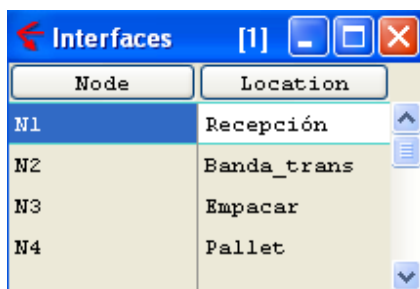 Interfaces [1]
Node Location
N1 Recepción
N2 Banda_trans
N3 Empacar
N4 Pallet